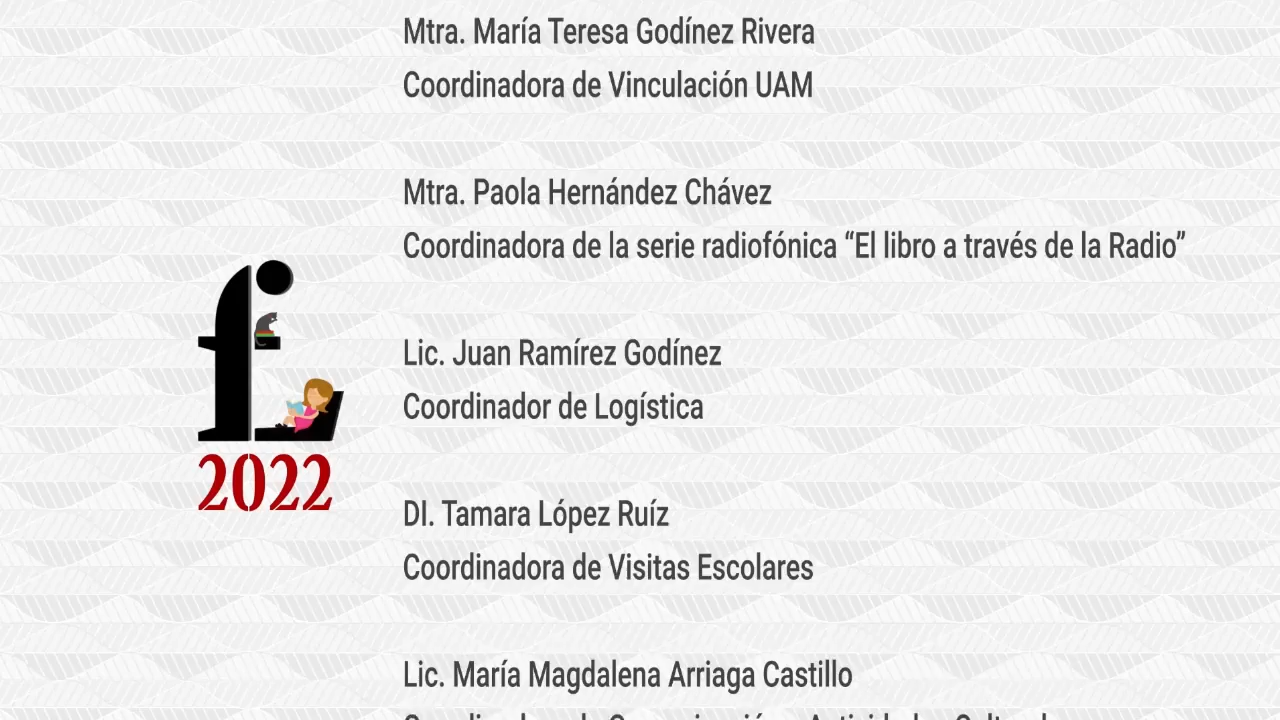 Mtra. María Teresa Godínez Rivera
Coordinadora de Vinculación UAM
Mtra. Paola Hernández Chávez
Coordinadora de la serie radiofónica “El libro a través de la Radio”
Lic. Juan Ramírez Godínez
Coordinador de Logística
fL
2022
DI. Tamara López Ruíz
Coordinadora de Visitas Escolares
Lic. María Magdalena Arriaga Castillo